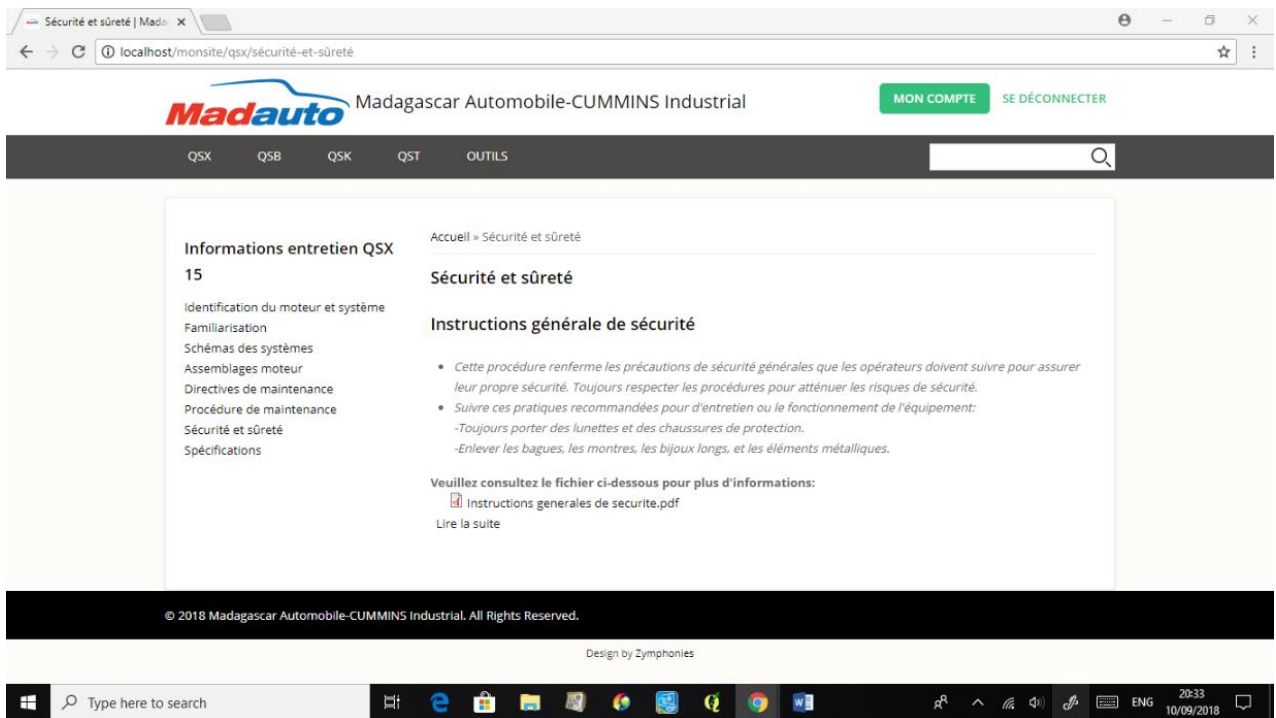 Sécurité et sûreté | Mada
localhost/monsite/qsx/sécurité-et-sûreté
Madauto
Madagascar Automobile-CUMMINS Industrial
MON COMPTE
SE DÉCONNECTER
QSX QSB QSK QST OUTILS
Informations entretien QSX
15
Identification du moteur et système
Familiarisation
Schémas des systèmes
Assemblages moteur
Directives de maintenance
Procédure de maintenance
Sécurité et sûreté
Spécifications
Accueil » Sécurité et sûreté
Sécurité et sûreté
Instructions générale de sécurité
• Cette procédure renferme les précautions de sécurité générales que les opérateurs doivent suivre pour assurer
leur propre sécurité. Toujours respecter les procédures pour atténuer les risques de sécurité.
• Suivre ces pratiques recommandées pour d'entretien ou le fonctionnement de l'équipement:
-Toujours porter des lunettes et des chaussures de protection.
-Enlever les bagues, les montres, les bijoux longs, et les éléments métalliques.
Veuillez consultez le fichier ci-dessous pour plus d'informations:
Instructions generales de securite.pdf
Lire la suite
© 2018 Madagascar Automobile-CUMMINS Industrial. All Rights Reserved.
Design by Zymphonies
Type here to search
ENG
20:33
10/09/2018